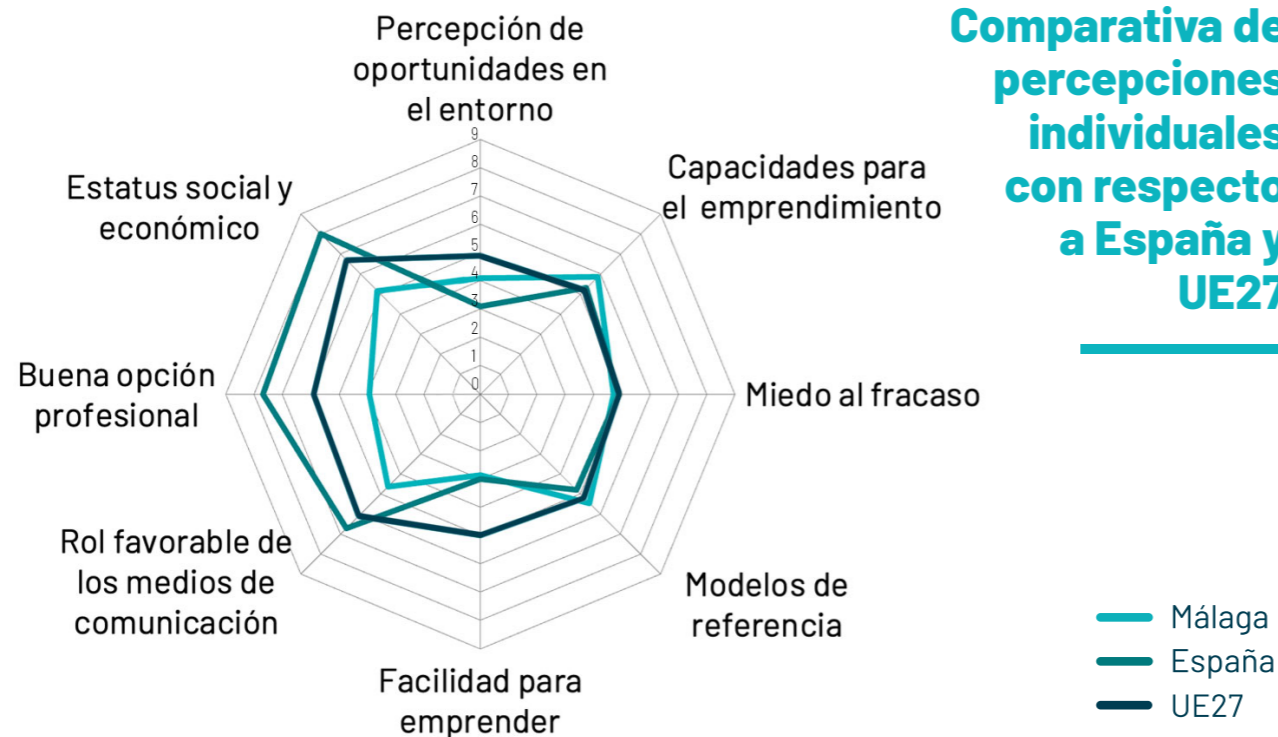 Comparativa de
percepciones
individuales
con respecto
a España y
UE27
Percepción de
oportunidades en
el entorno
Capacidades para
el emprendimiento
Miedo al fracaso
Modelos de
referencia
Facilidad para
emprender
Rol favorable de
los medios de
comunicación
Buena opción
profesional
Estatus social y
económico
9
8
7
6
5
4
3
2
1
0
Málaga
España
UE27